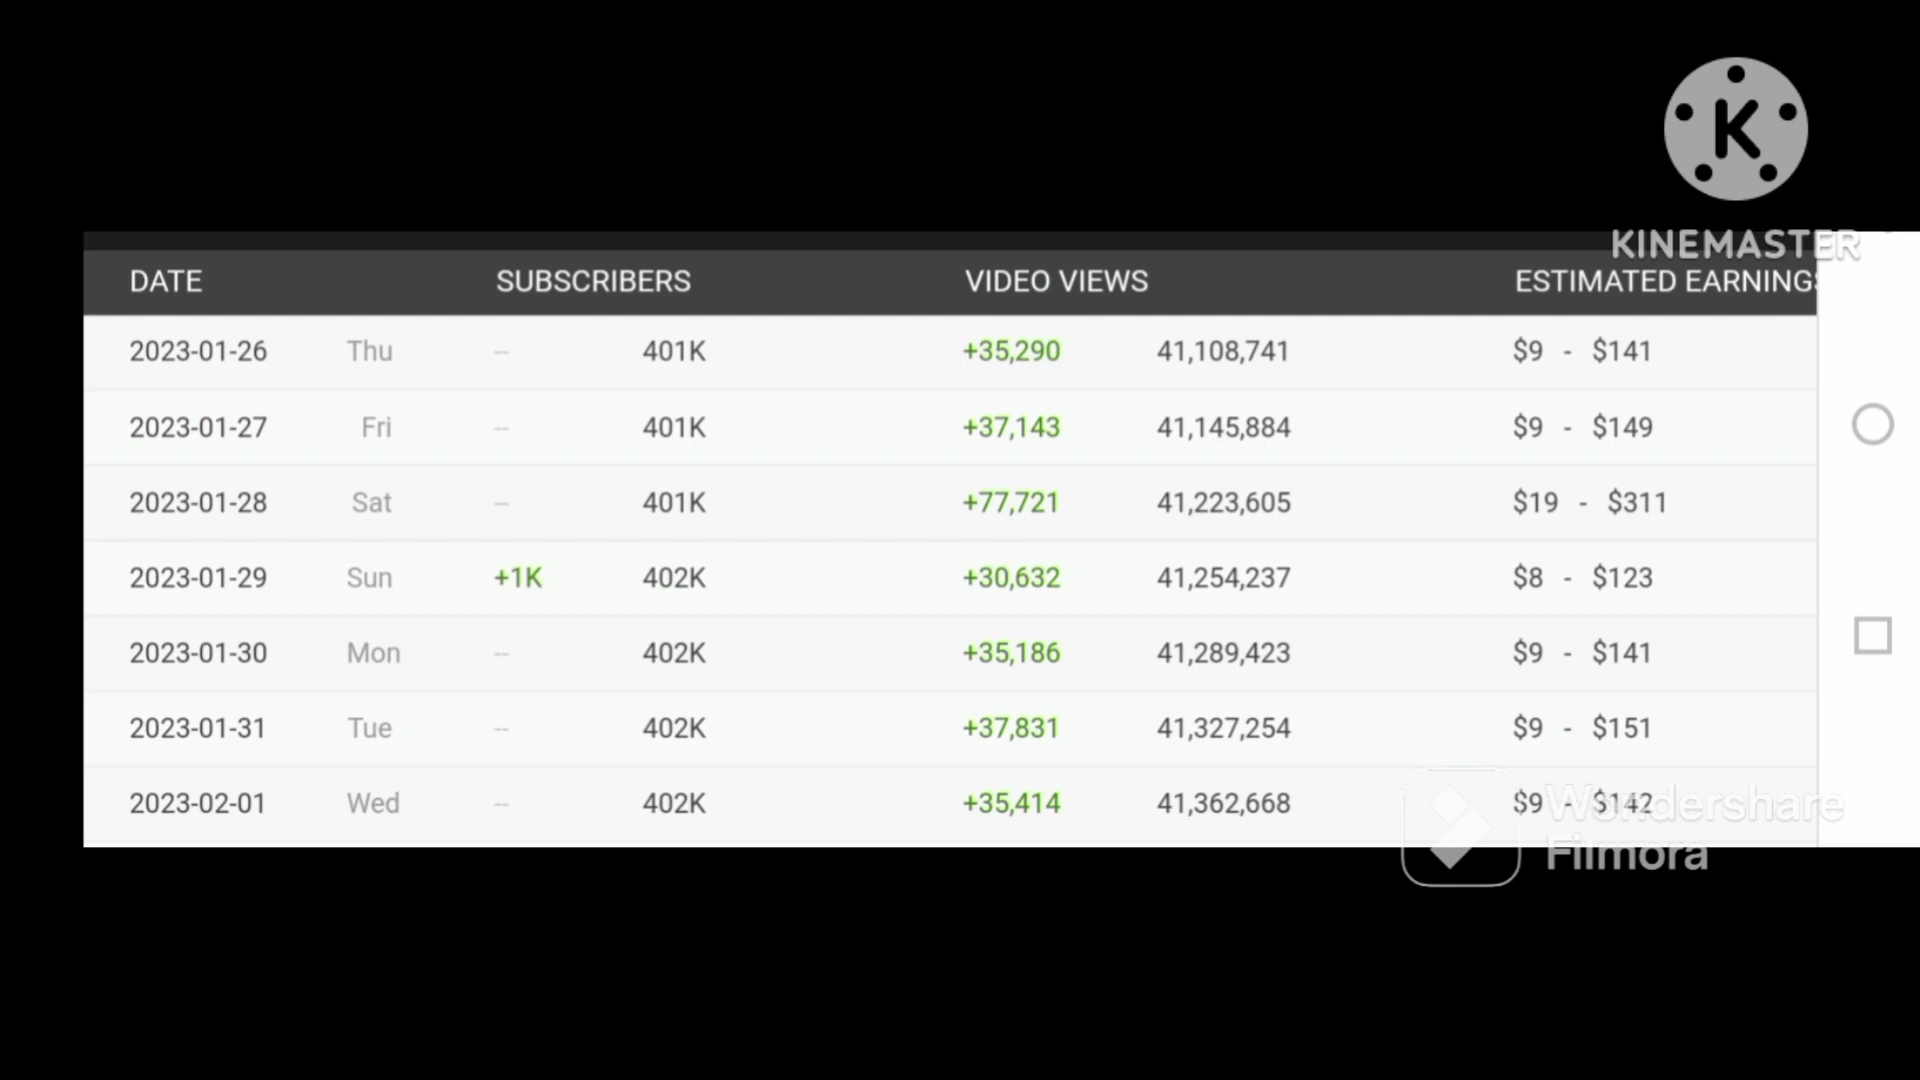 K
KINEMASTER
DATE SUBSCRIBERS VIDEO VIEWS ESTIMATED EARNINGS
2023-01-26 Thu -- 401K +35,290 41,108,741 $9 - $141
2023-01-27 Fri -- 401K +37,143 41,145,884 $9 - $149
2023-01-28 Sat -- 401K +77,721 41,223,605 $19 - $311
2023-01-29 Sun +1K 402K +30,632 41,254,237 $8 - $123
2023-01-30 Mon -- 402K +35,186 41,289,423 $9 - $141
2023-01-31 Tue -- 402K +37,831 41,327,254 $9 - $151
2023-02-01 Wed -- 402K +35,414 41,362,668 $9 - $142
Wondershare
Filmora